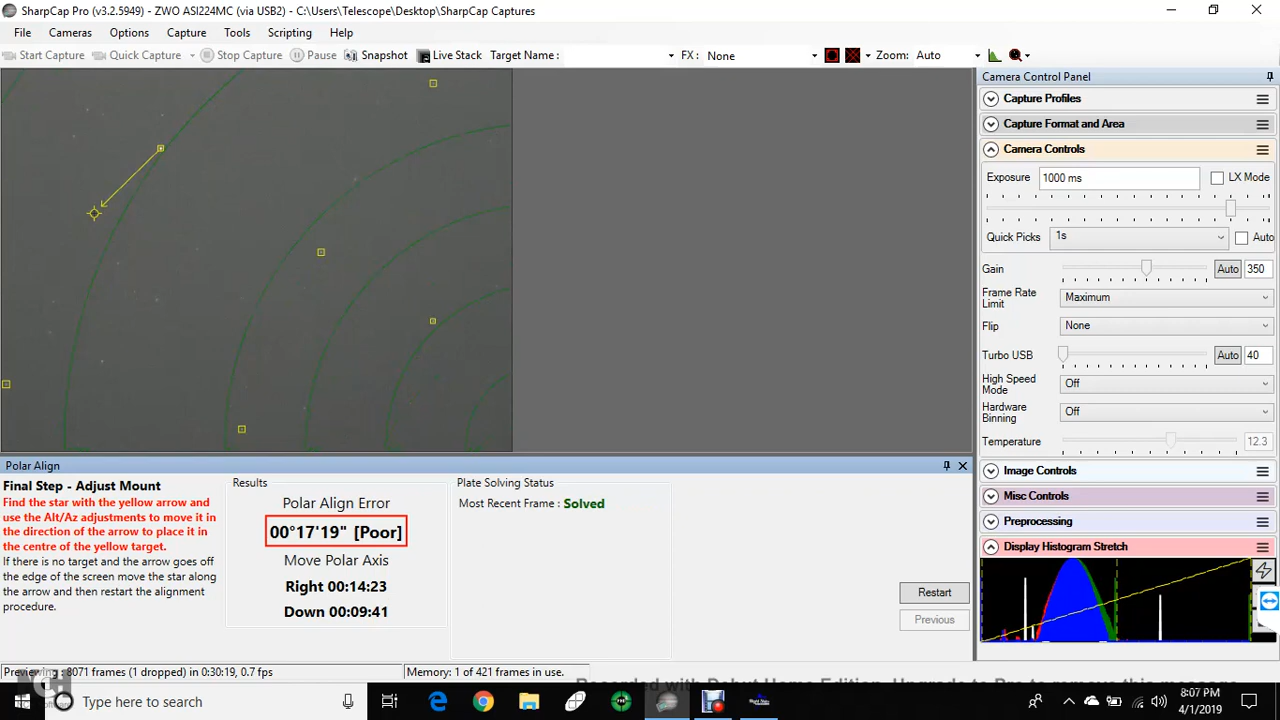 SharpCap Pro (v3.2.5949) - ZWO ASI224MC (via USB2) - C:\Users\Telescope\Desktop\SharpCap Captures
File Cameras Options Capture Tools Scripting Help
Start Capture Quick Capture Stop Capture Pause Snapshot Live Stack Target Name : FX : None Zoom: Auto
Camera Control Panel
Capture Profiles
Capture Format and Area
Camera Controls
Exposure 1000 ms LX Mode
Quick Picks 1s Auto
Gain Auto 350
Frame Rate Limit Maximum
Flip None
Turbo USB Auto 40
High Speed Mode Off
Hardware Binning Off
Temperature 12.3
Image Controls
Misc Controls
Preprocessing
Display Histogram Stretch
Polar Align
Final Step - Adjust Mount
Find the star with the yellow arrow and
use the Alt/Az adjustments to move it in
the direction of the arrow to place it in
the centre of the yellow target.
If there is no target and the arrow goes off
the edge of the screen move the star along
the arrow and then restart the alignment
procedure.
Results
Polar Align Error
00°17'19" [Poor]
Move Polar Axis
Right 00:14:23
Down 00:09:41
Plate Solving Status
Most Recent Frame : Solved
Restart
Previous
Previewing : 8071 frames (1 dropped) in 0:30:19, 0.7 fps Memory: 1 of 421 frames in use.
Type here to search
8:07 PM
4/1/2019